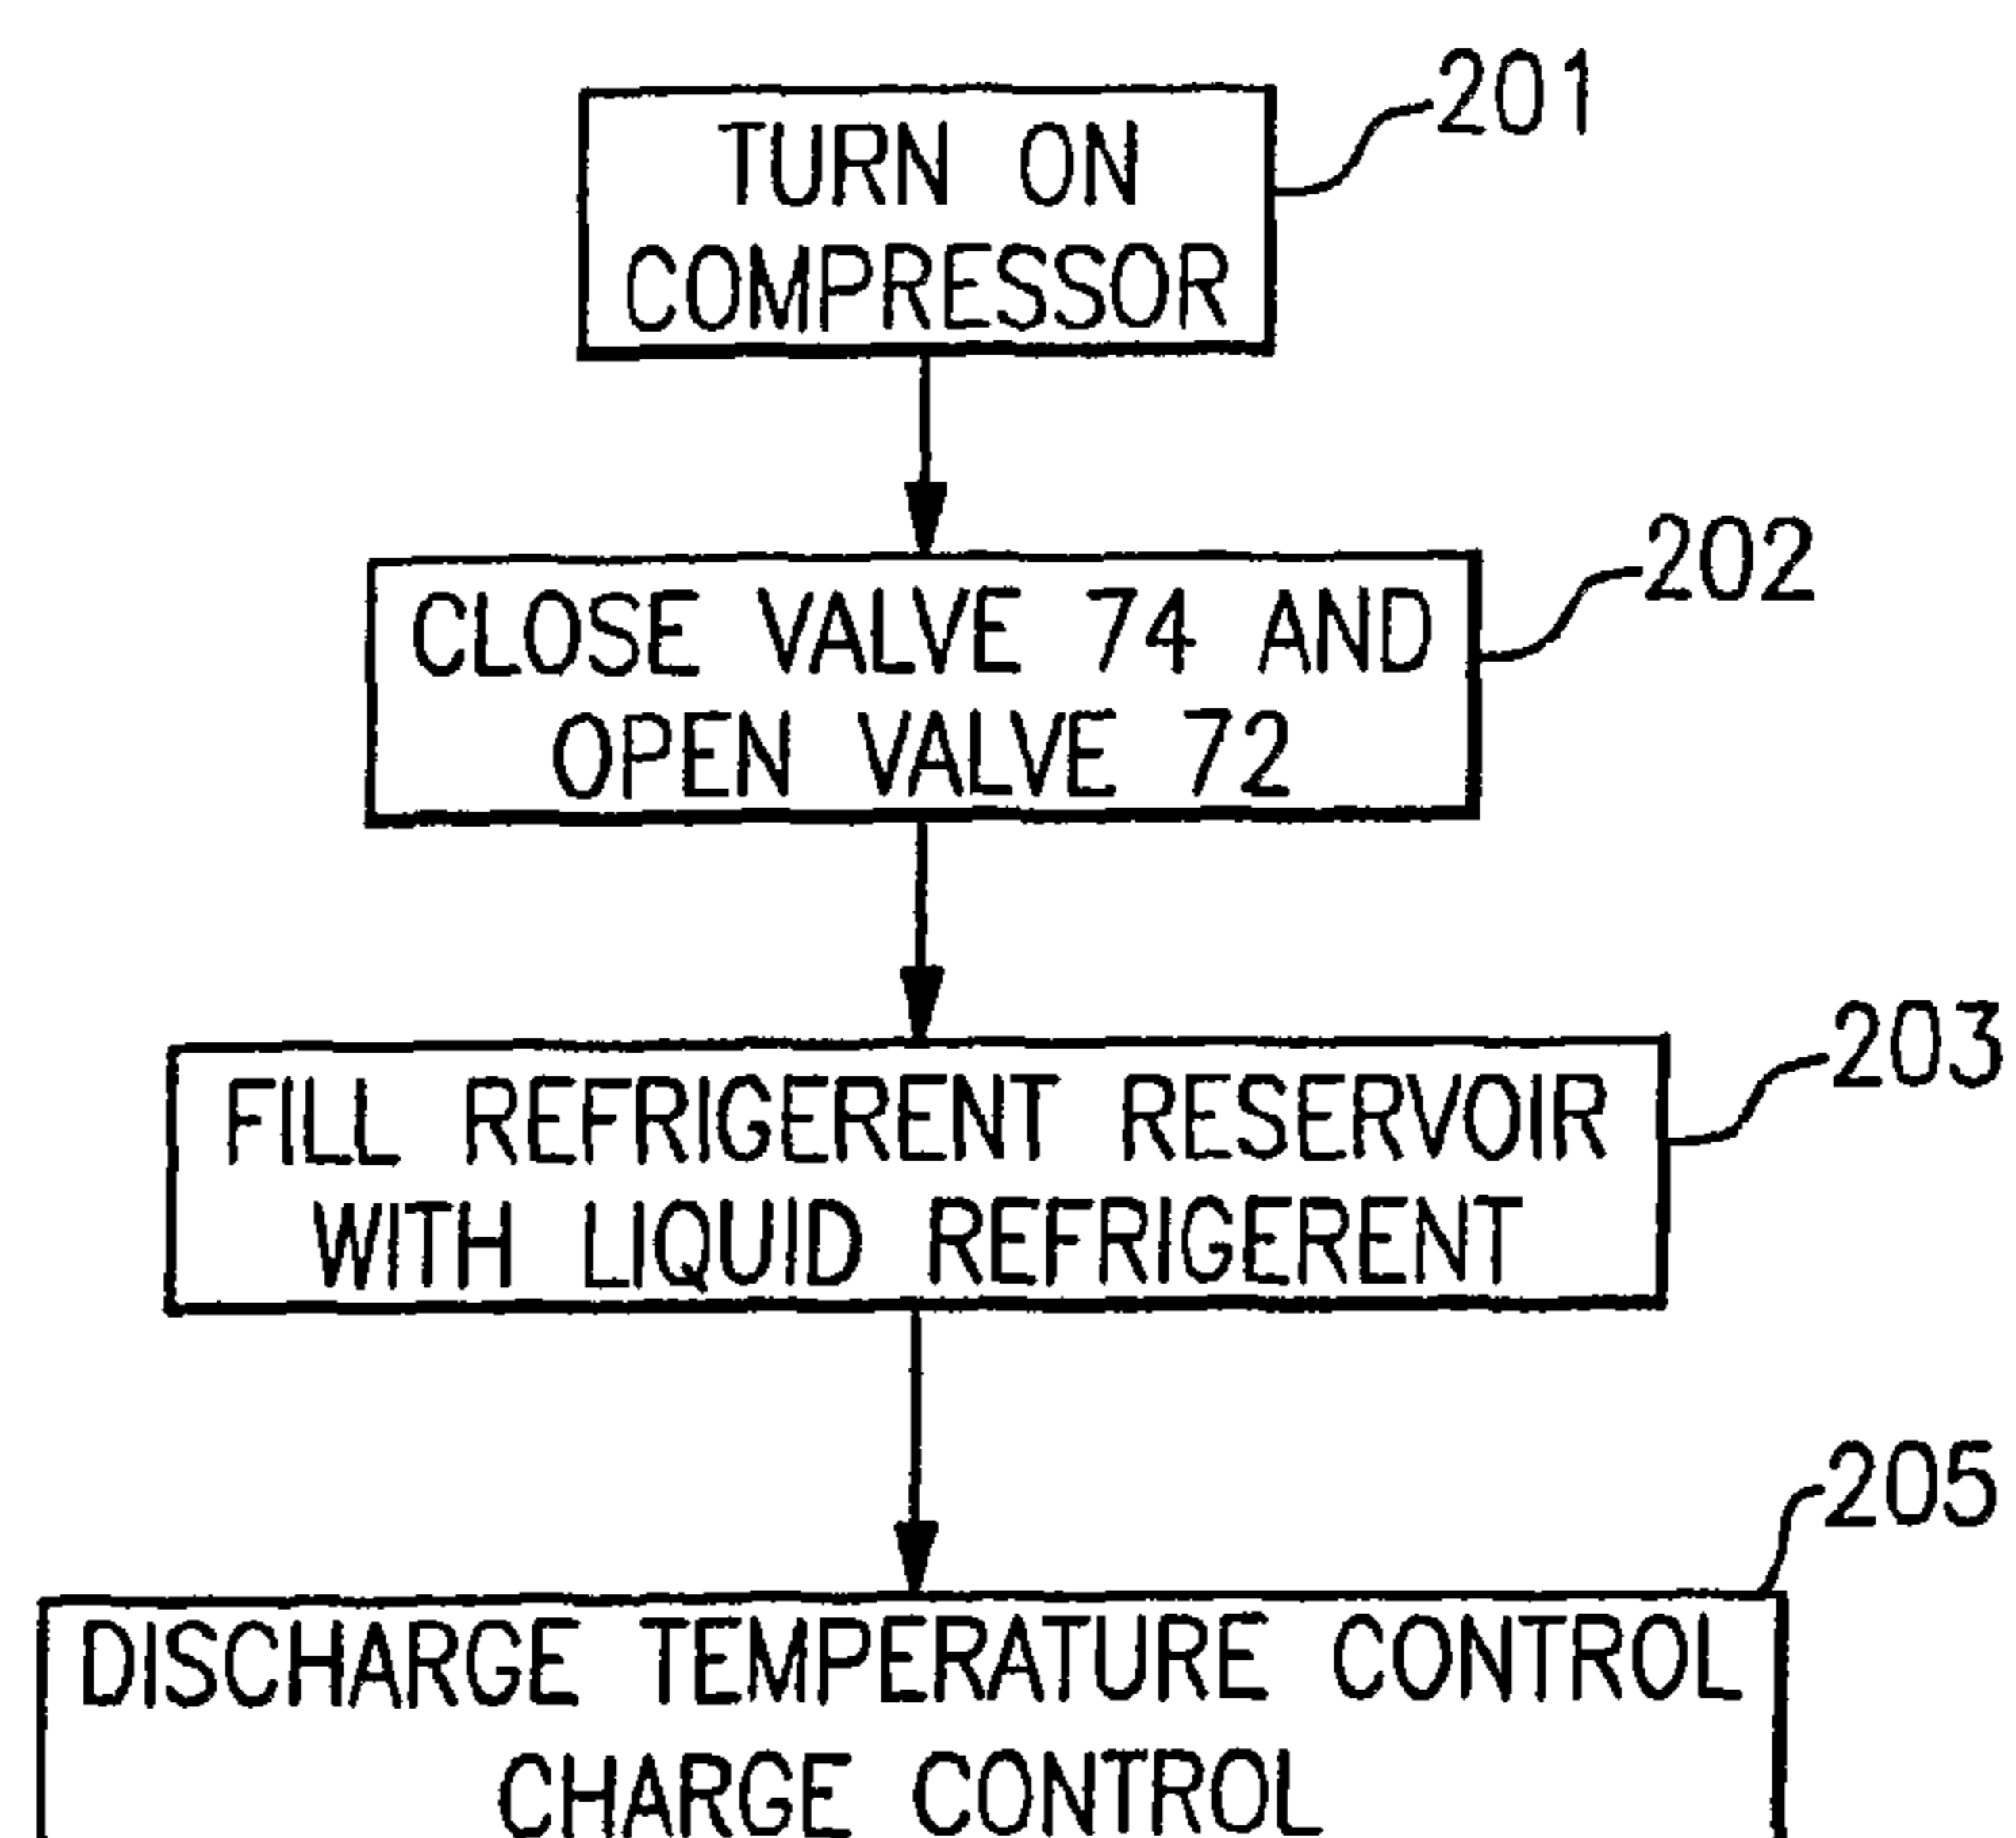 TURN ON
COMPRESSOR
201
CLOSE VALVE 74 AND
OPEN VALVE 72
202
FILL REFRIGERENT RESERVOIR
WITH LIQUID REFRIGERENT
203
205
DISCHARGE TEMPERATURE CONTROL
CHARGE CONTROL